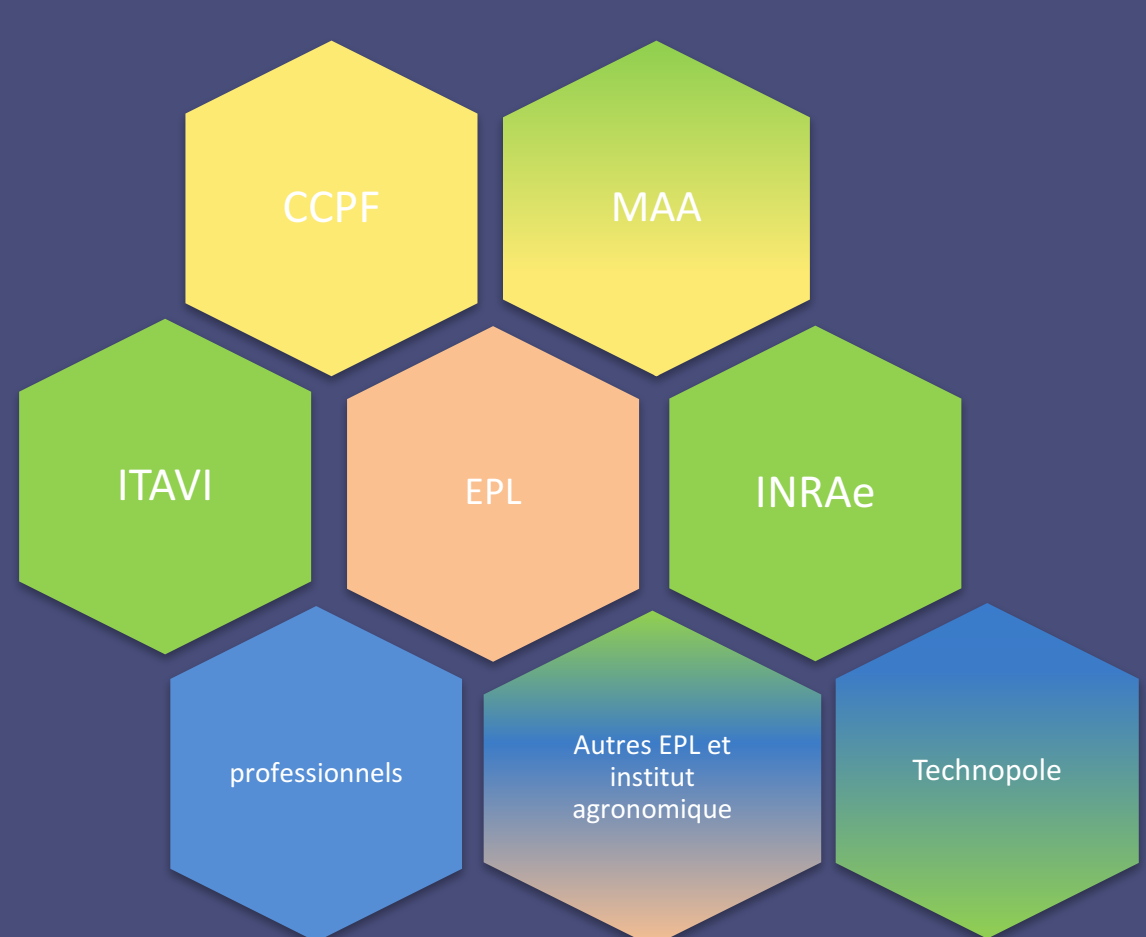 CCPF
MAA
ITAVI
EPL
INRAe
professionnels
Autres EPL et
institut
agronomique
Technopole